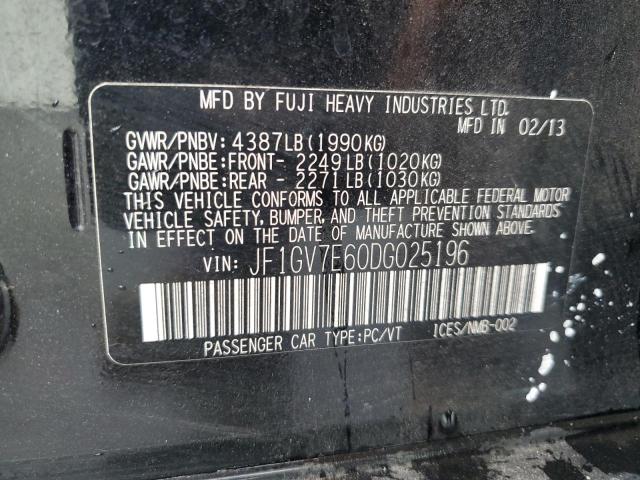 MFD BY FUJI HEAVY INDUSTRIES LTD.
MFD IN 02/13
GVWR/PNBV: 4387LB(1990KG)
GAWR/PNBE:FRONT- 2249LB(1020KG)
GAWR/PNBE:REAR - 2271LB(1030KG)
THIS VEHICLE CONFORMS TO ALL APPLICABLE FEDERAL MOTOR
VEHICLE SAFETY, BUMPER, AND THEFT PREVENTION STANDARDS
IN EFFECT ON THE DATE OF MANUFACTURE SHOWN ABOVE.
VIN: JF1GV7E60DG025196
PASSENGER CAR TYPE:PC/VT ICES/NMB-002